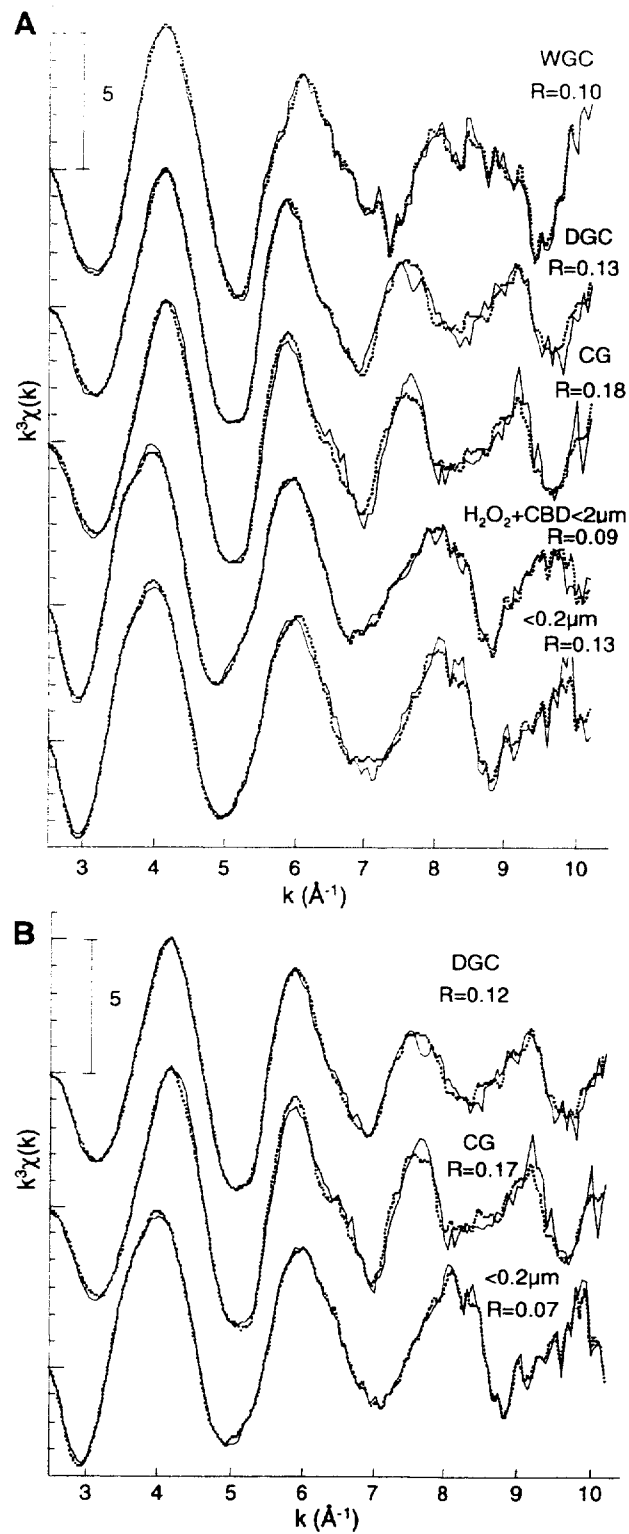 A
5
WGC
R=0.10
DGC
R=0.13
CG
R=0.18
H₂O₂+CBD<2µm
R=0.09
<0.2µm
R=0.13
k³χ(k)
3 4 5 6 7 8 9 10
k (Å⁻¹)
B
5
DGC
R=0.12
CG
R=0.17
<0.2µm
R=0.07
k³χ(k)
3 4 5 6 7 8 9 10
k (Å⁻¹)